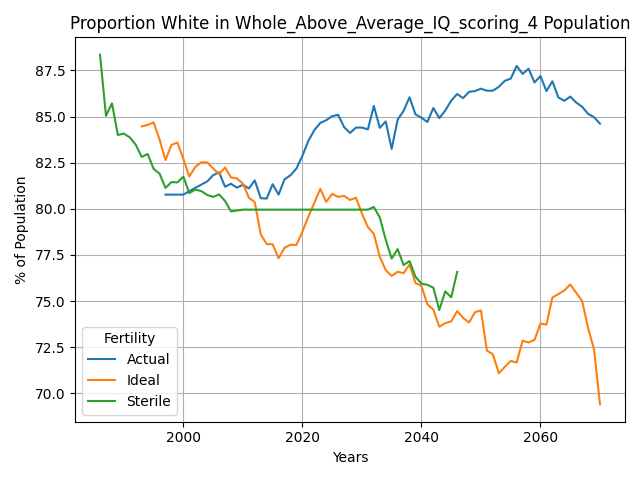 Proportion White in Whole_Above_Average_IQ_scoring_4 Population
87.5
85.0
82.5
80.0
77.5
75.0
72.5
70.0
% of Population
Fertility
Actual
Ideal
Sterile
2000 2020 2040 2060
Years